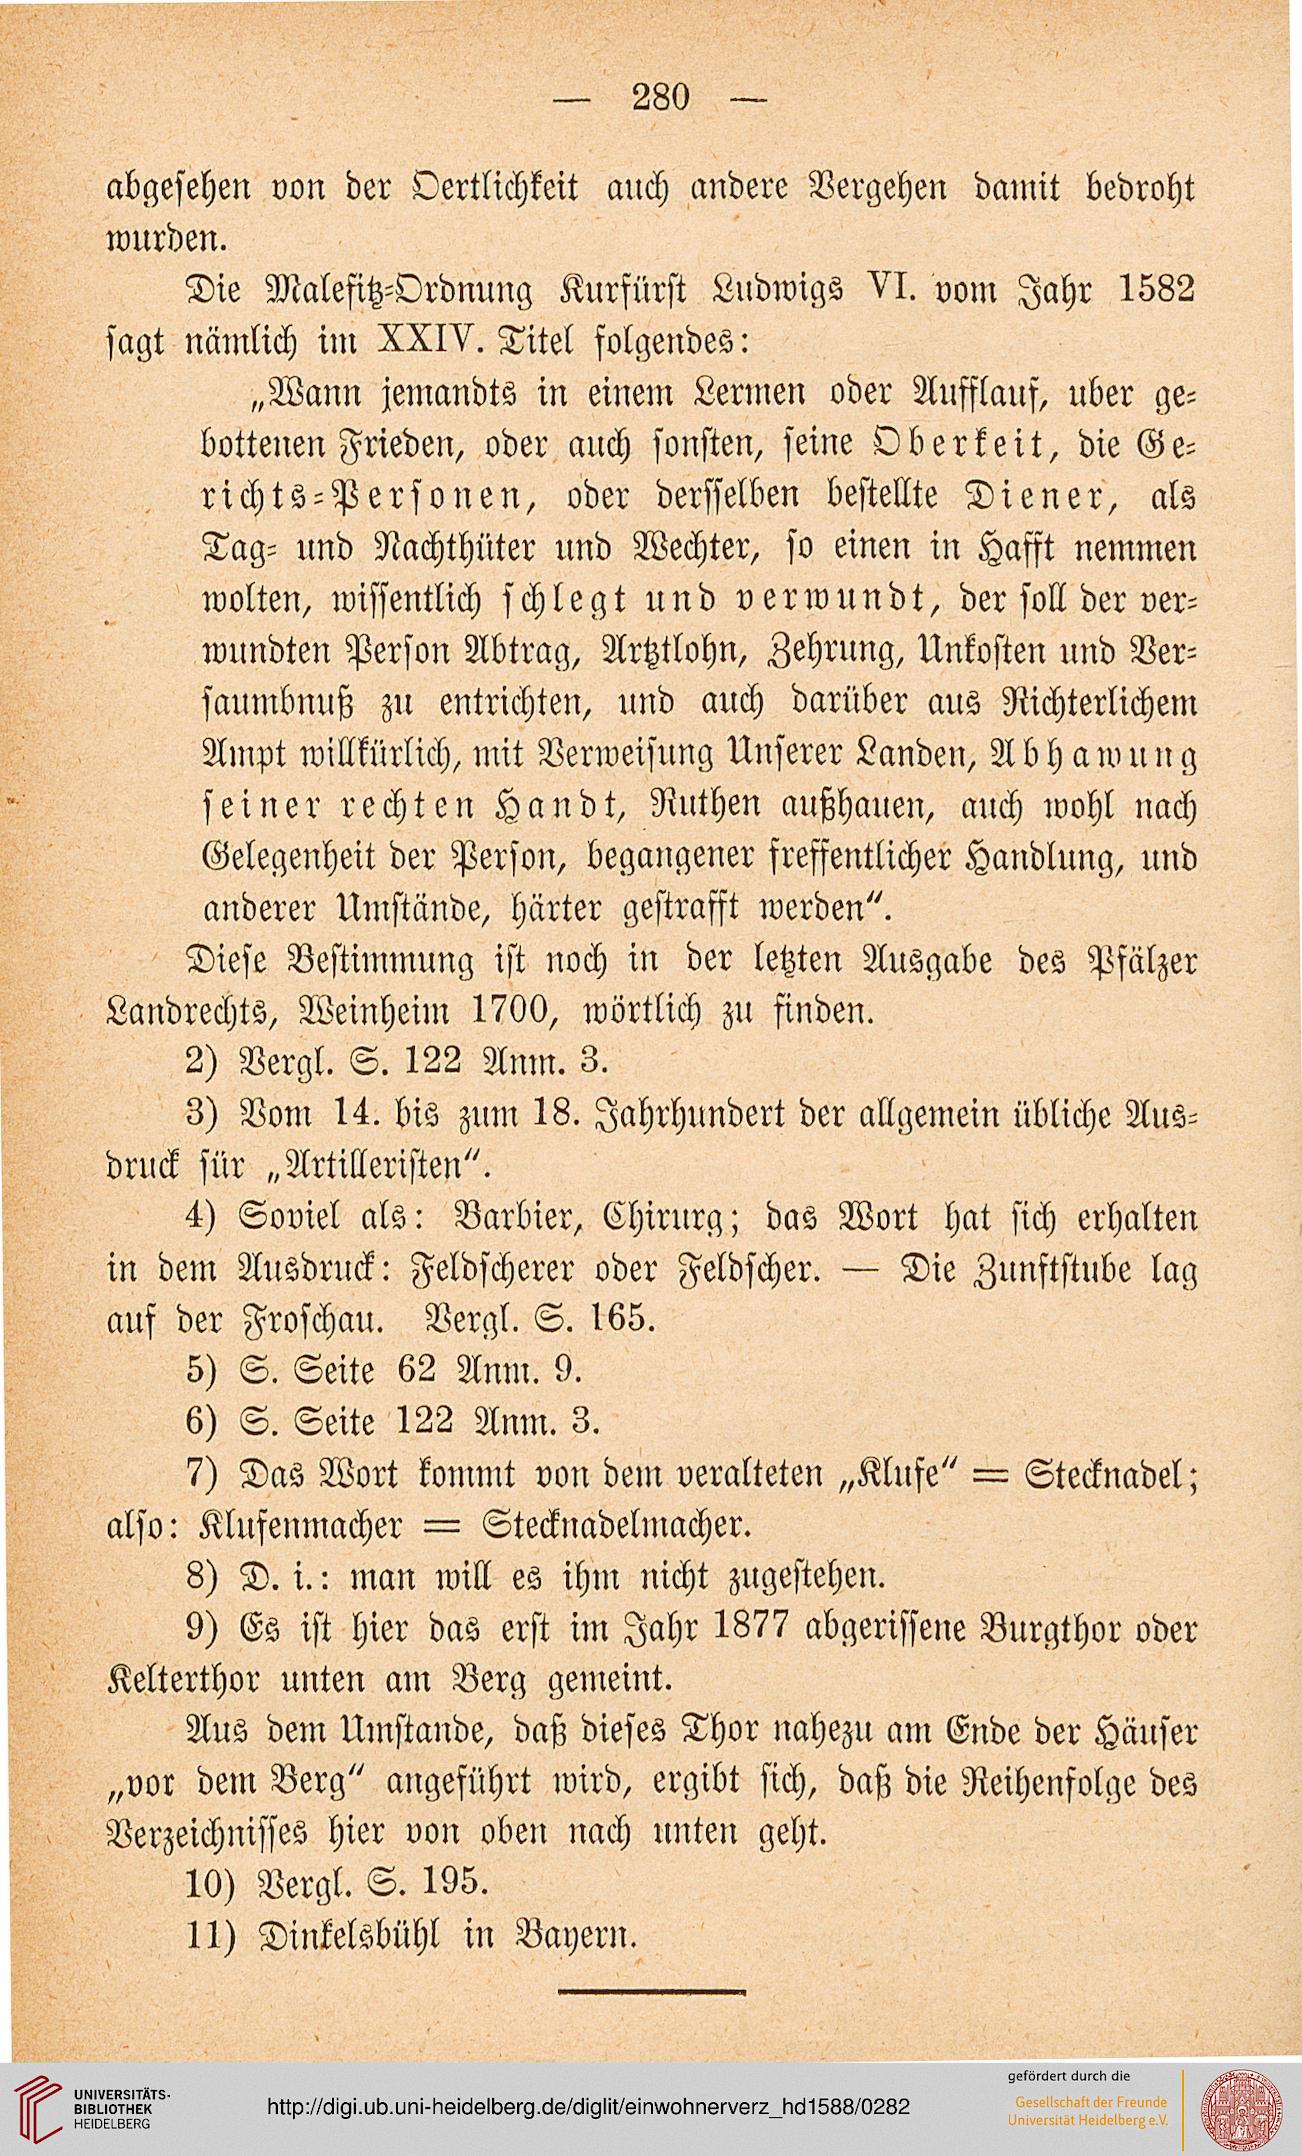 — 280 —
abgesehen von der Oertlichkeit auch andere Vergehen damit bedroht
wurden.
Die Malefitz-Ordnung Kurfürst Ludwigs VI. vom Jahr 1582
sagt nämlich im XXIV. Titel folgendes:
„Wann jemandts in einem Lermen oder Aufflauf, uber ge-
bottenen Frieden, oder auch sonsten, seine Oberkeit, die Ge-
richts-Personen, oder dersselben bestellte Diener, als
Tag- und Nachthüter und Wechter, so einen in Hafft nemmen
wolten, wissentlich schlegt und verwundt, der soll der ver-
wundten Person Abtrag, Artztlohn, Zehrung, Unkosten und Ver-
saumbnuß zu entrichten, und auch darüber aus Richterlichem
Ampt willkürlich, mit Verweisung Unserer Landen, Abhawung
seiner rechten Handt, Ruthen außhauen, auch wohl nach
Gelegenheit der Person, begangener freffentlicher Handlung, und
anderer Umstände, härter gestrafft werden“.
Diese Bestimmung ist noch in der letzten Ausgabe des Pfälzer
Landrechts, Weinheim 1700, wörtlich zu finden.
2) Vergl. S. 122 Anm. 3.
3) Vom 14. bis zum 18. Jahrhundert der allgemein übliche Aus-
druck für „Artilleristen“.
4) Soviel als: Barbier, Chirurg; das Wort hat sich erhalten
in dem Ausdruck: Feldscherer oder Feldscher. — Die Zunftstube lag
auf der Froschau. Vergl. S. 165.
5) S. Seite 62 Anm. 9.
6) S. Seite 122 Anm. 3.
7) Das Wort kommt von dem veralteten „Klufe“ = Stecknadel;
also: Klufenmacher = Stecknadelmacher.
8) D. i.: man will es ihm nicht zugestehen.
9) Es ist hier das erst im Jahr 1877 abgerissene Burgthor oder
Kelterthor unten am Berg gemeint.
Aus dem Umstande, daß dieses Thor nahezu am Ende der Häuser
„vor dem Berg“ angeführt wird, ergibt sich, daß die Reihenfolge des
Verzeichnisses hier von oben nach unten geht.
10) Vergl. S. 195.
11) Dinkelsbühl in Bayern.
UNIVERSITÄTS-
BIBLIOTHEK
HEIDELBERG
http://digi.ub.uni-heidelberg.de/diglit/einwohnerverz_hd1588/0282
gefördert durch die
Gesellschaft der Freunde
Universität Heidelberg e.V.